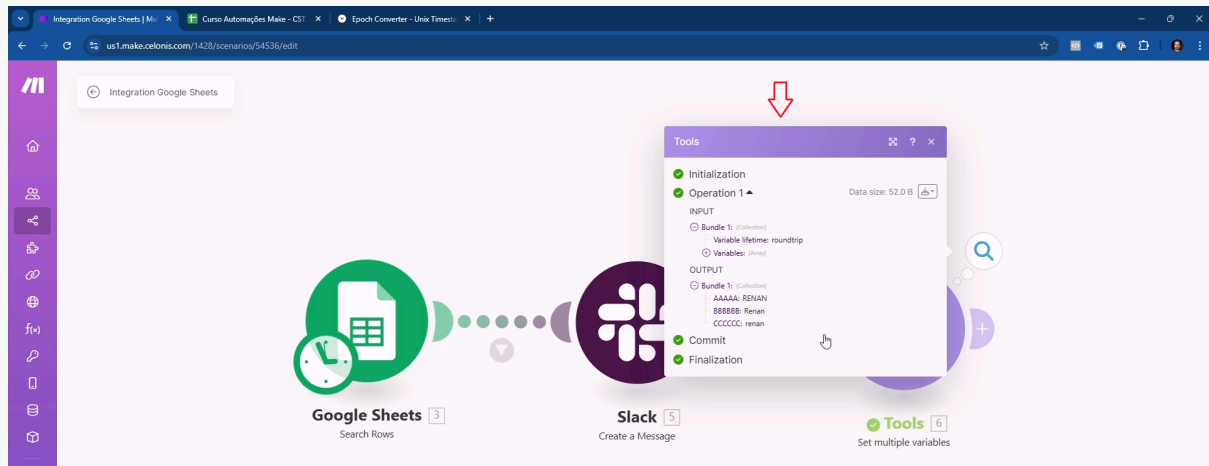 Integration Google Sheets | Ma
Curso Automações Make - CST
Epoch Converter - Unix Timesta
us1.make.celonis.com/1428/scenarios/54536/edit
Integration Google Sheets
Tools
Initialization
Operation 1
Data size: 52.0 B
INPUT
Bundle 1: (Collection)
Variable lifetime: roundtrip
Variables: (Array)
OUTPUT
Bundle 1: (Collection)
AAAAA: RENAN
BBBBBB: Renan
CCCCCC: renan
Commit
Finalization
Google Sheets 3
Search Rows
Slack 5
Create a Message
Tools 6
Set multiple variables